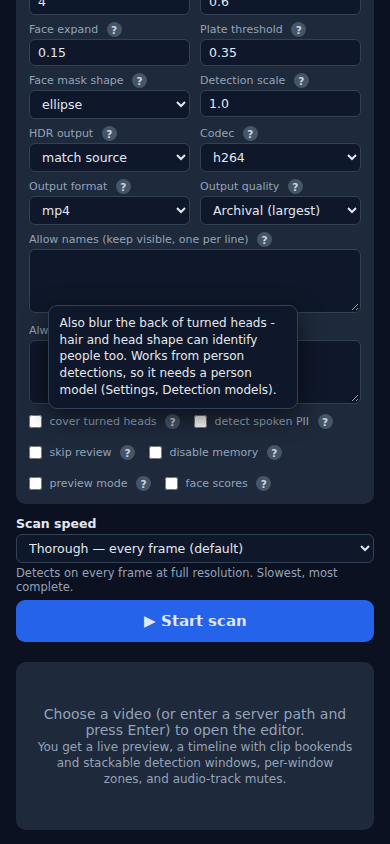 4
0.6
Face expand ?
Plate threshold ?
0.15
0.35
Face mask shape ?
Detection scale ?
ellipse
1.0
HDR output ?
Codec ?
match source
h264
Output format ?
Output quality ?
mp4
Archival (largest)
Allow names (keep visible, one per line) ?
Alw
Also blur the back of turned heads -
hair and head shape can identify
people too. Works from person
detections, so it needs a person
model (Settings, Detection models).
cover turned heads ? detect spoken PII ?
skip review ? disable memory ?
preview mode ? face scores ?
Scan speed
Thorough — every frame (default)
Detects on every frame at full resolution. Slowest, most
complete.
▶ Start scan
Choose a video (or enter a server path and
press Enter) to open the editor.
You get a live preview, a timeline with clip bookends
and stackable detection windows, per-window
zones, and audio-track mutes.